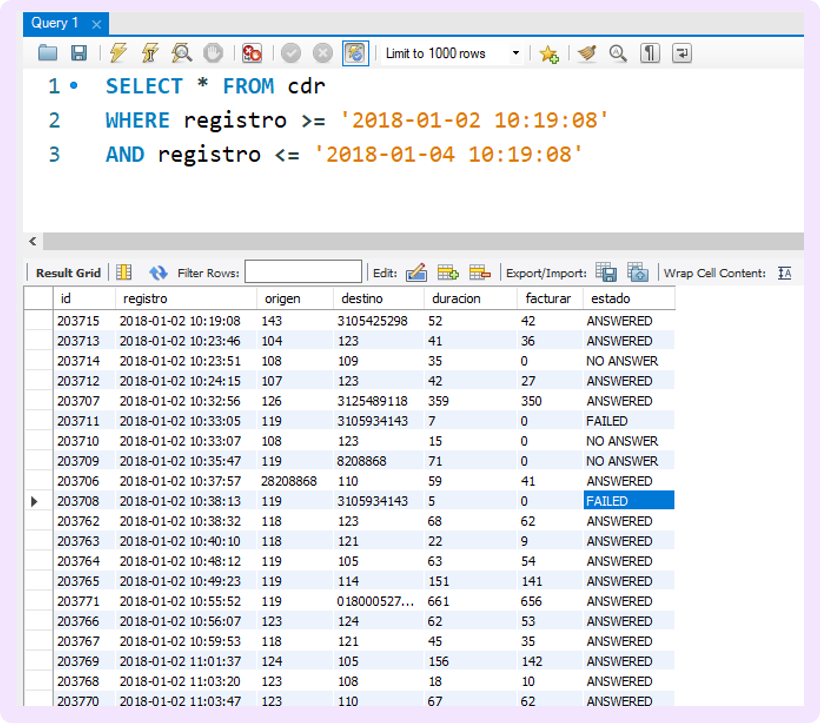 Query 1
Limit to 1000 rows
1 SELECT * FROM cdr
2 WHERE registro >= '2018-01-02 10:19:08'
3 AND registro <= '2018-01-04 10:19:08'
Result Grid Filter Rows: Edit: Export/Import: Wrap Cell Content: IA
id registro origen destino duracion facturar estado
203715 2018-01-02 10:19:08 143 3105425298 52 42 ANSWERED
203713 2018-01-02 10:23:46 104 123 41 36 ANSWERED
203714 2018-01-02 10:23:51 108 109 35 0 NO ANSWER
203712 2018-01-02 10:24:15 107 123 42 27 ANSWERED
203707 2018-01-02 10:32:56 126 3125489118 359 350 ANSWERED
203711 2018-01-02 10:33:05 119 3105934143 7 0 FAILED
203710 2018-01-02 10:33:07 108 123 15 0 NO ANSWER
203709 2018-01-02 10:35:47 119 8208868 71 0 NO ANSWER
203706 2018-01-02 10:37:57 28208868 110 59 41 ANSWERED
203708 2018-01-02 10:38:13 119 3105934143 5 0 FAILED
203762 2018-01-02 10:38:32 118 123 68 62 ANSWERED
203763 2018-01-02 10:40:10 118 121 22 9 ANSWERED
203764 2018-01-02 10:48:12 119 105 63 54 ANSWERED
203765 2018-01-02 10:49:23 119 114 151 141 ANSWERED
203771 2018-01-02 10:55:52 119 018000527... 661 656 ANSWERED
203766 2018-01-02 10:56:07 123 124 62 53 ANSWERED
203767 2018-01-02 10:59:53 118 121 45 35 ANSWERED
203769 2018-01-02 11:01:37 124 105 156 142 ANSWERED
203768 2018-01-02 11:03:20 123 108 18 10 ANSWERED
203770 2018-01-02 11:03:47 123 110 67 62 ANSWERED